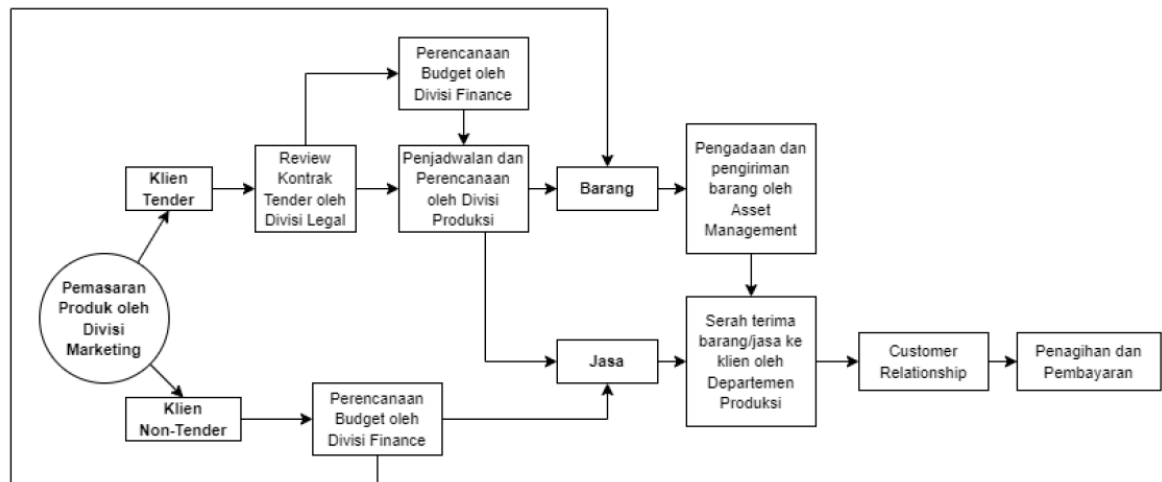 Perencanaan
Budget oleh
Divisi Finance
Klien
Tender
Review
Kontrak
Tender oleh
Divisi Legal
Penjadwalan dan
Perencanaan
oleh Divisi
Produksi
Barang
Pengadaan dan
pengiriman
barang oleh
Asset
Management
Pemasaran
Produk oleh
Divisi
Marketing
Jasa
Serah terima
barang/jasa ke
klien oleh
Departemen
Produksi
Customer
Relationship
Penagihan dan
Pembayaran
Klien
Non-Tender
Perencanaan
Budget oleh
Divisi Finance